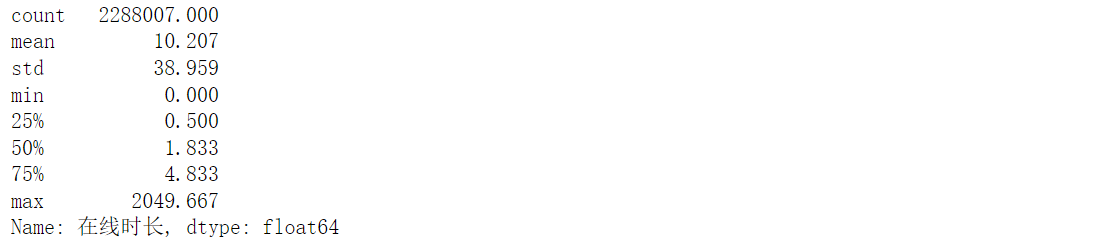 count   2288007.000
mean         10.207
std          38.959
min           0.000
25%           0.500
50%           1.833
75%           4.833
max        2049.667
Name: 在线时长, dtype: float64